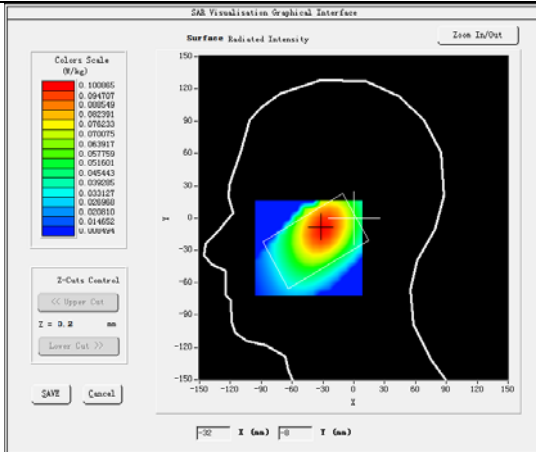 SAR Visualisation Graphical Interface
Surface Radiated Intensity
Zoom In/Out
Colors Scale
(W/kg)
0.100865
0.094707
0.088549
0.082391
0.076233
0.070075
0.063917
0.057759
0.051601
0.045443
0.039285
0.033127
0.026968
0.020810
0.014652
0.008494
150
120
90
60
30
0
-30
-60
-90
-120
-150
Y
-150 -120 -90 -60 -30 0 30 60 90 120 150
X
Z-Cuts Control
<< Upper Cut
Z = 0.2 mm
Lower Cut >>
SAVE Cancel
-32 X (mm) -8 Y (mm)